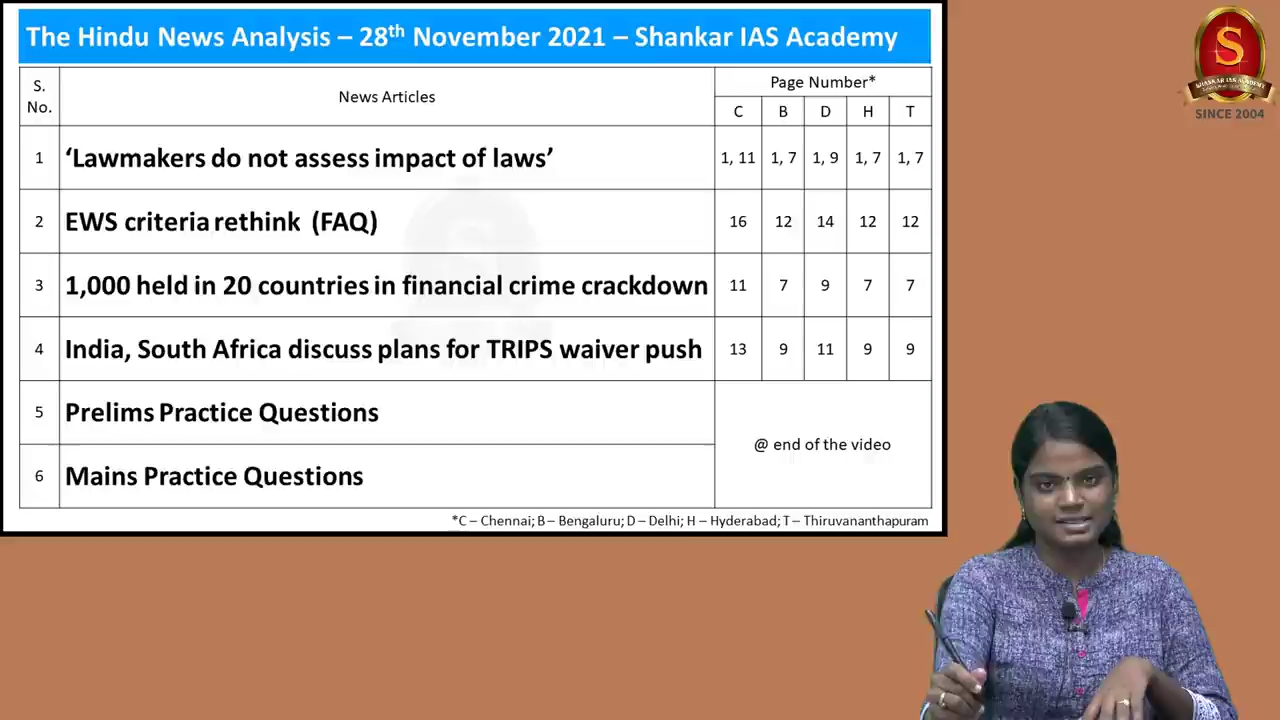 The Hindu News Analysis – 28th November 2021 – Shankar IAS Academy
S. No. News Articles Page Number*
C B D H T
1 ‘Lawmakers do not assess impact of laws’ 1, 11 1, 7 1, 9 1, 7 1, 7
2 EWS criteria rethink (FAQ) 16 12 14 12 12
3 1,000 held in 20 countries in financial crime crackdown 11 7 9 7 7
4 India, South Africa discuss plans for TRIPS waiver push 13 9 11 9 9
5 Prelims Practice Questions
@ end of the video
6 Mains Practice Questions
*C – Chennai; B – Bengaluru; D – Delhi; H – Hyderabad; T – Thiruvananthapuram
S
SHANKAR IAS ACADEMY
SINCE 2004